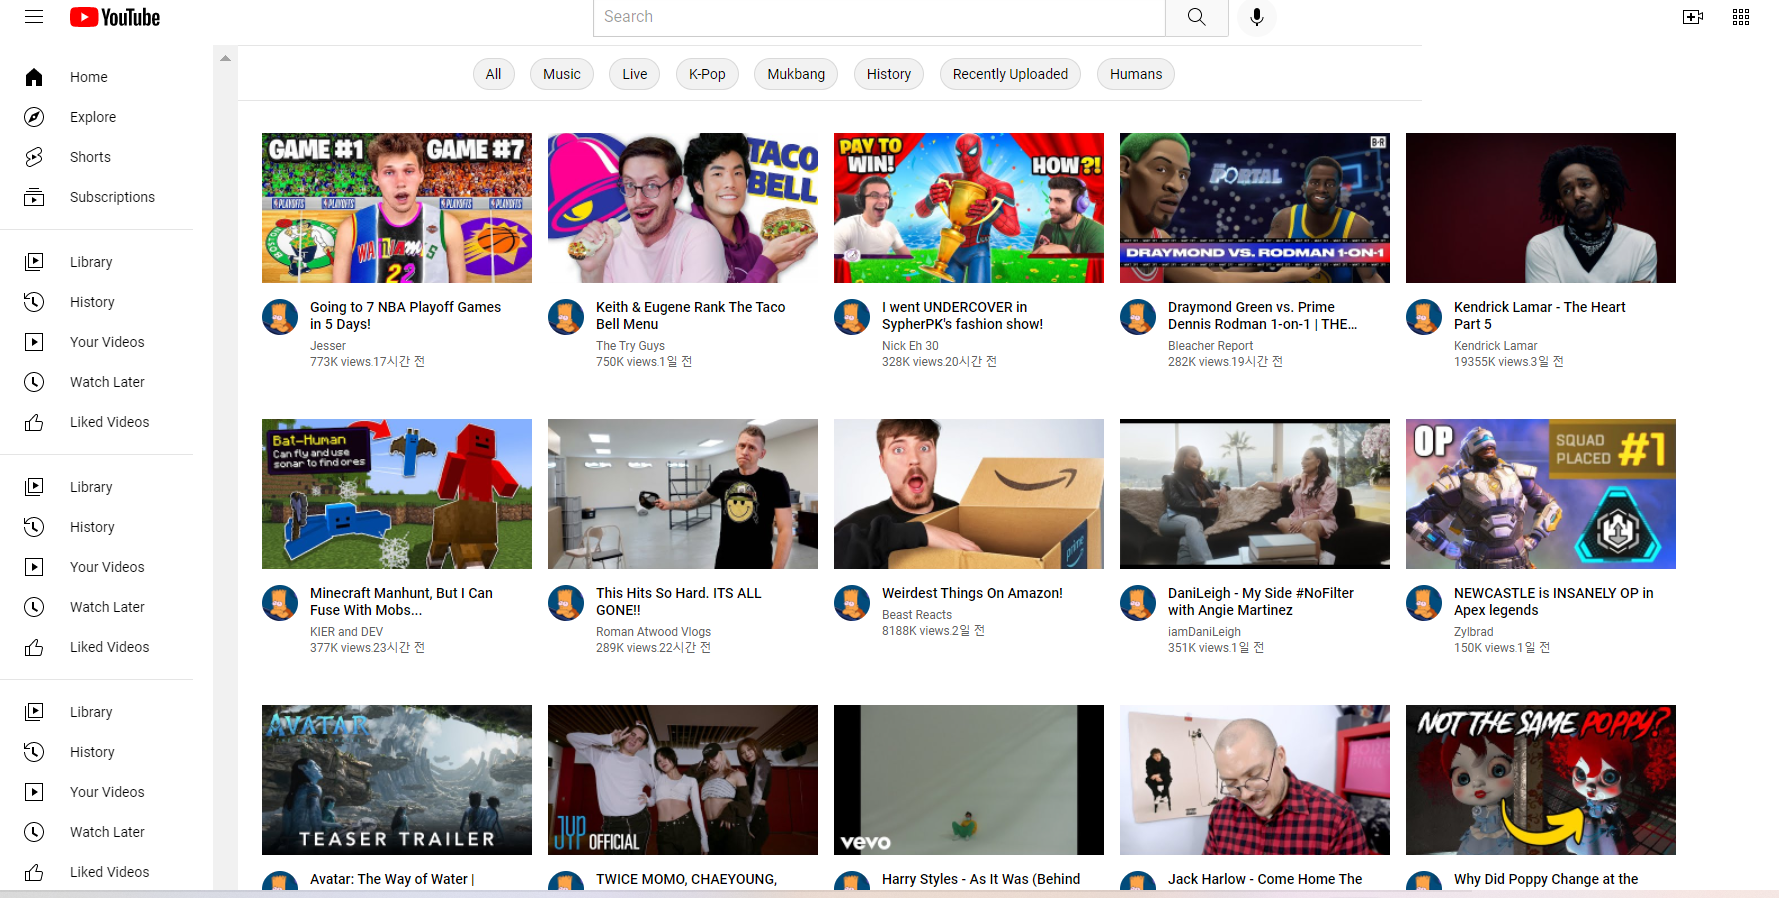 YouTube
Search
Home
Explore
Shorts
Subscriptions
Library
History
Your Videos
Watch Later
Liked Videos
Library
History
Your Videos
Watch Later
Liked Videos
Library
History
Your Videos
Watch Later
Liked Videos
All
Music
Live
K-Pop
Mukbang
History
Recently Uploaded
Humans
GAME #1 GAME #7
PLAYOFFS PLAYOFFS PLAYOFFS PLAYOFFS
BOSTON
CELTICS
22
TACO
BELL
PAY TO
WIN!
HOW?!
B·R
PORTAL
DRAYMOND VS. RODMAN 1-ON-1
Going to 7 NBA Playoff Games
in 5 Days!
Jesser
773K views.17시간 전
Keith & Eugene Rank The Taco
Bell Menu
The Try Guys
750K views.1일 전
I went UNDERCOVER in
SypherPK's fashion show!
Nick Eh 30
328K views.20시간 전
Draymond Green vs. Prime
Dennis Rodman 1-on-1 | THE...
Bleacher Report
282K views.19시간 전
Kendrick Lamar - The Heart
Part 5
Kendrick Lamar
19355K views.3일 전
Bat-Human
Can fly and use
sonar to find ores
prime
OP
SQUAD
PLACED #1
Minecraft Manhunt, But I Can
Fuse With Mobs...
KIER and DEV
377K views.23시간 전
This Hits So Hard. ITS ALL
GONE!!
Roman Atwood Vlogs
289K views.22시간 전
Weirdest Things On Amazon!
Beast Reacts
8188K views.2일 전
DaniLeigh - My Side #NoFilter
with Angie Martinez
iamDaniLeigh
351K views.1일 전
NEWCASTLE is INSANELY OP in
Apex legends
Zylbrad
150K views.1일 전
AVATAR
TEASER TRAILER
JYP
OFFICIAL
vevo
NOT THE SAME POPPY?
Avatar: The Way of Water |
TWICE MOMO, CHAEYOUNG,
Harry Styles - As It Was (Behind
Jack Harlow - Come Home The
Why Did Poppy Change at the